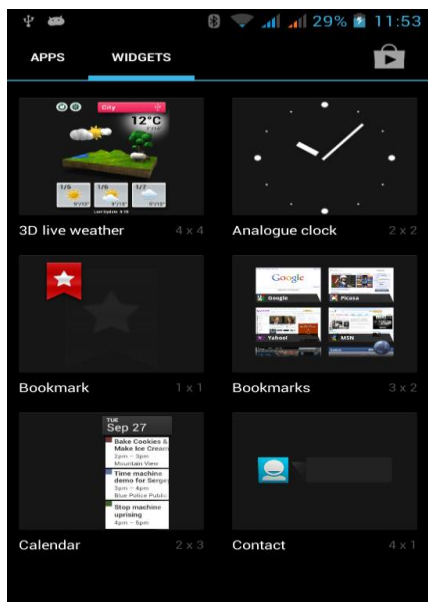 29% 11:53
APPS WIDGETS
City
12°C
1/5 1/6 1/7
3D live weather 4 x 4
Analogue clock 2 x 2
Google
Google Picasa
Yahoo! MSN
Bookmark 1 x 1
Bookmarks 3 x 2
TUE
Sep 27
Bake Cookies &
Make Ice Cream
2pm – 3pm
Mountain View
Time machine
demo for Sergey
3pm – 4pm
Blue Police Public
Stop machine
uprising
4pm – 5pm
Calendar 2 x 3
Contact 4 x 1